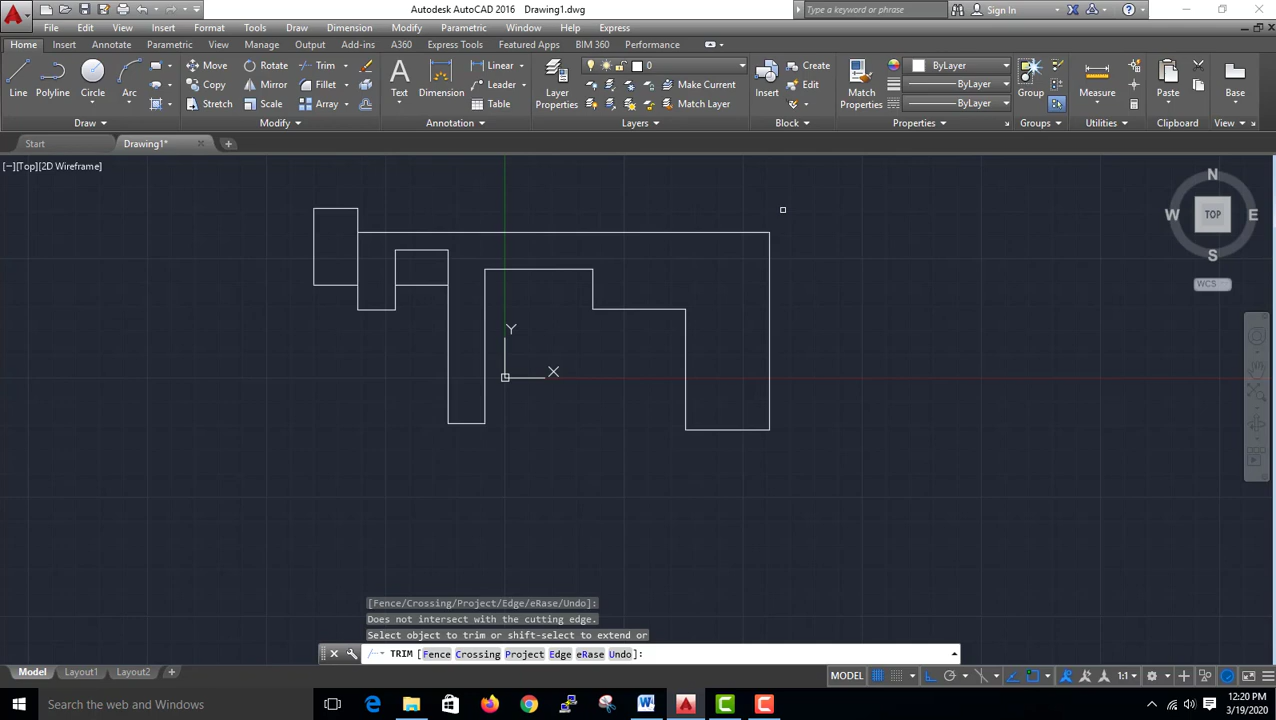 Autodesk AutoCAD 2016 Drawing1.dwg
Type a keyword or phrase
Sign In
File Edit View Insert Format Tools Draw Dimension Modify Parametric Window Help Express
Home Insert Annotate Parametric View Manage Output Add-ins A360 Express Tools Featured Apps BIM 360 Performance
Line
Polyline
Circle
Arc
Draw
Move
Rotate
Trim
Copy
Mirror
Fillet
Stretch
Scale
Array
Modify
Text
Dimension
Linear
Leader
Table
Annotation
Layer
Properties
0
Make Current
Match Layer
Layers
Insert
Create
Edit
Block
Match
Properties
ByLayer
ByLayer
ByLayer
Properties
Group
Groups
Measure
Utilities
Paste
Clipboard
Base
View
Start
Drawing1*
[−][Top][2D Wireframe]
N
W TOP E
S
WCS
Y
X
[Fence/Crossing/Project/Edge/eRase/Undo]:
Does not intersect with the cutting edge.
Select object to trim or shift-select to extend or
TRIM [Fence Crossing Project Edge eRase Undo]:
Model Layout1 Layout2
MODEL
1:1
Search the web and Windows
12:20 PM
3/19/2020